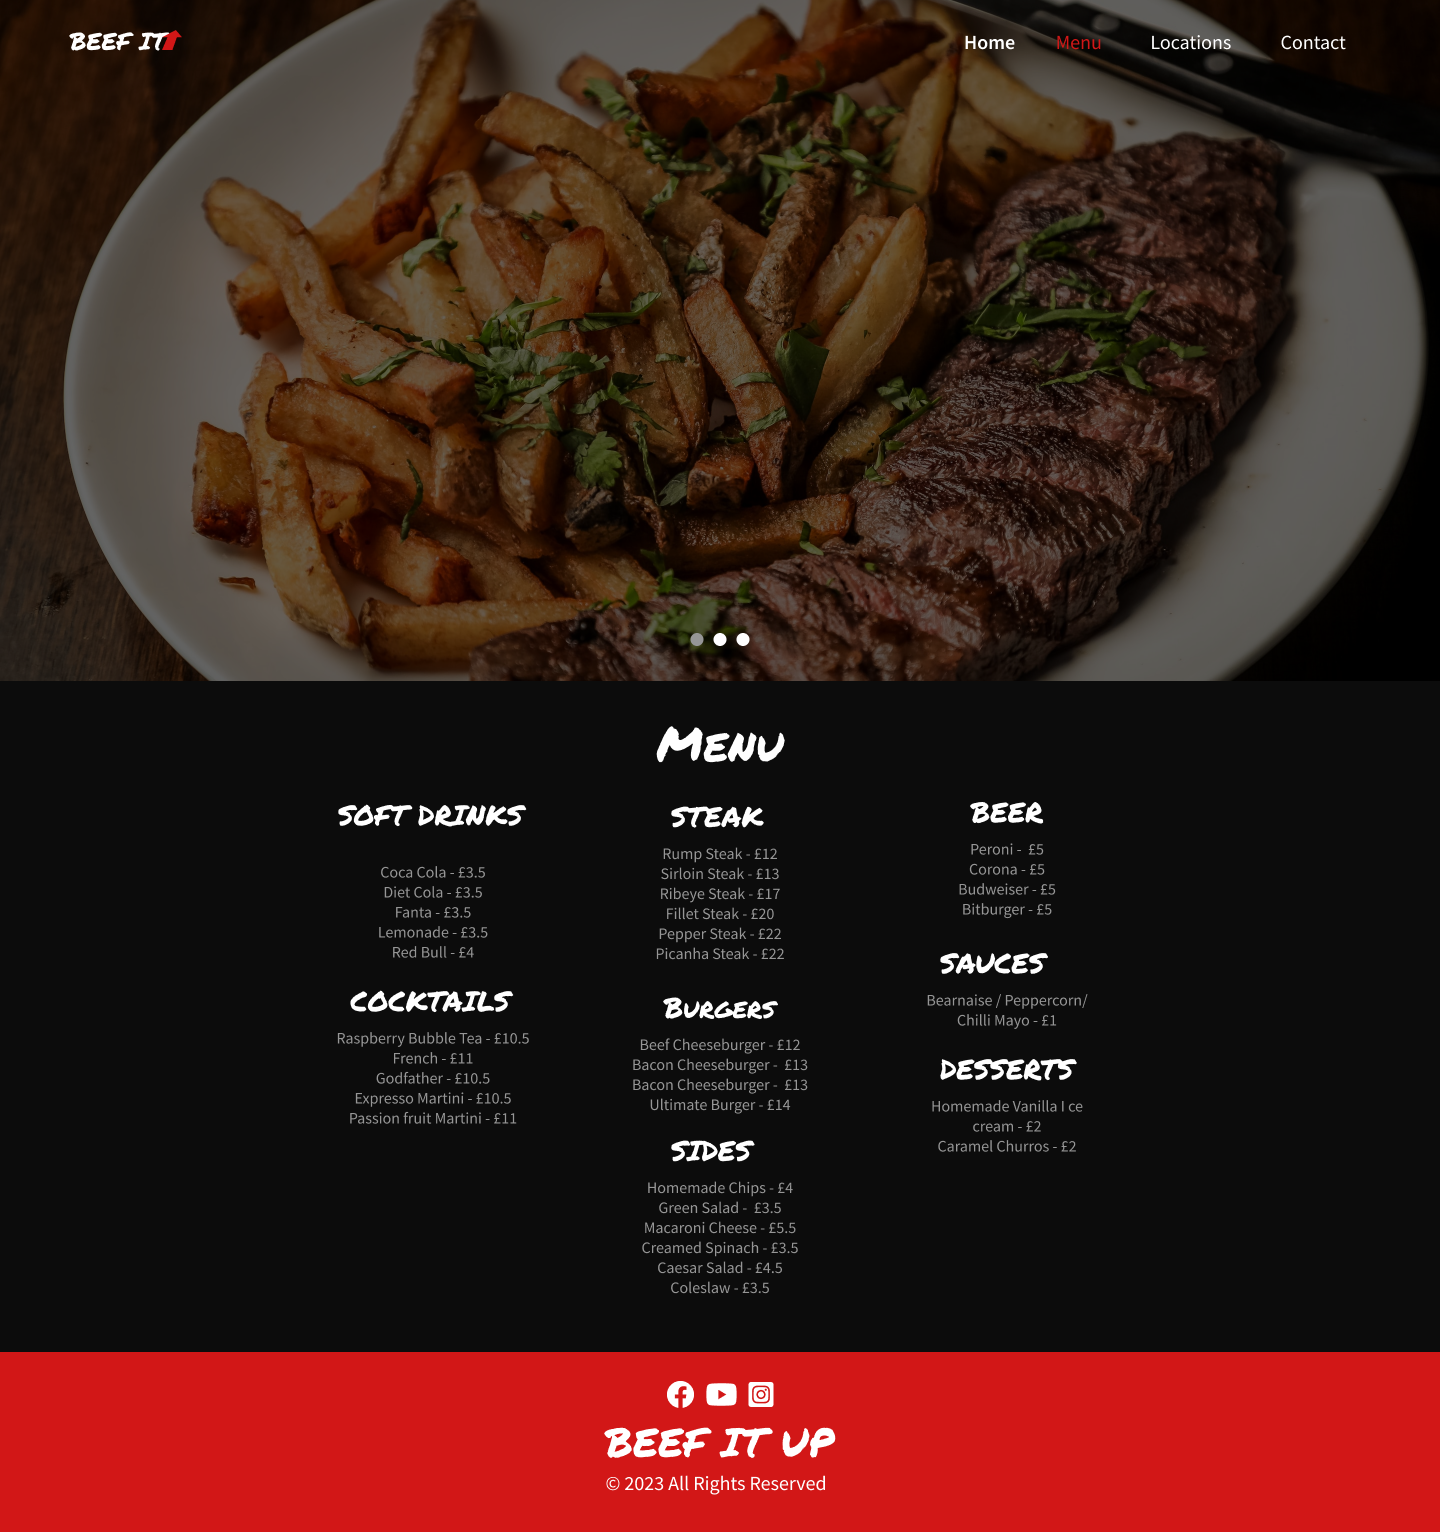 BEEF IT
Home
Menu
Locations
Contact
MENU
SOFT DRINKS
Coca Cola - £3.5
Diet Cola - £3.5
Fanta - £3.5
Lemonade - £3.5
Red Bull - £4
COCKTAILS
Raspberry Bubble Tea - £10.5
French - £11
Godfather - £10.5
Expresso Martini - £10.5
Passion fruit Martini - £11
STEAK
Rump Steak - £12
Sirloin Steak - £13
Ribeye Steak - £17
Fillet Steak - £20
Pepper Steak - £22
Picanha Steak - £22
BURGERS
Beef Cheeseburger - £12
Bacon Cheeseburger -  £13
Bacon Cheeseburger -  £13
Ultimate Burger - £14
SIDES
Homemade Chips - £4
Green Salad -  £3.5
Macaroni Cheese - £5.5
Creamed Spinach - £3.5
Caesar Salad - £4.5
Coleslaw - £3.5
BEER
Peroni -  £5
Corona - £5
Budweiser - £5
Bitburger - £5
SAUCES
Bearnaise / Peppercorn/
Chilli Mayo - £1
DESSERTS
Homemade Vanilla I ce
cream - £2
Caramel Churros - £2
BEEF IT UP
© 2023 All Rights Reserved